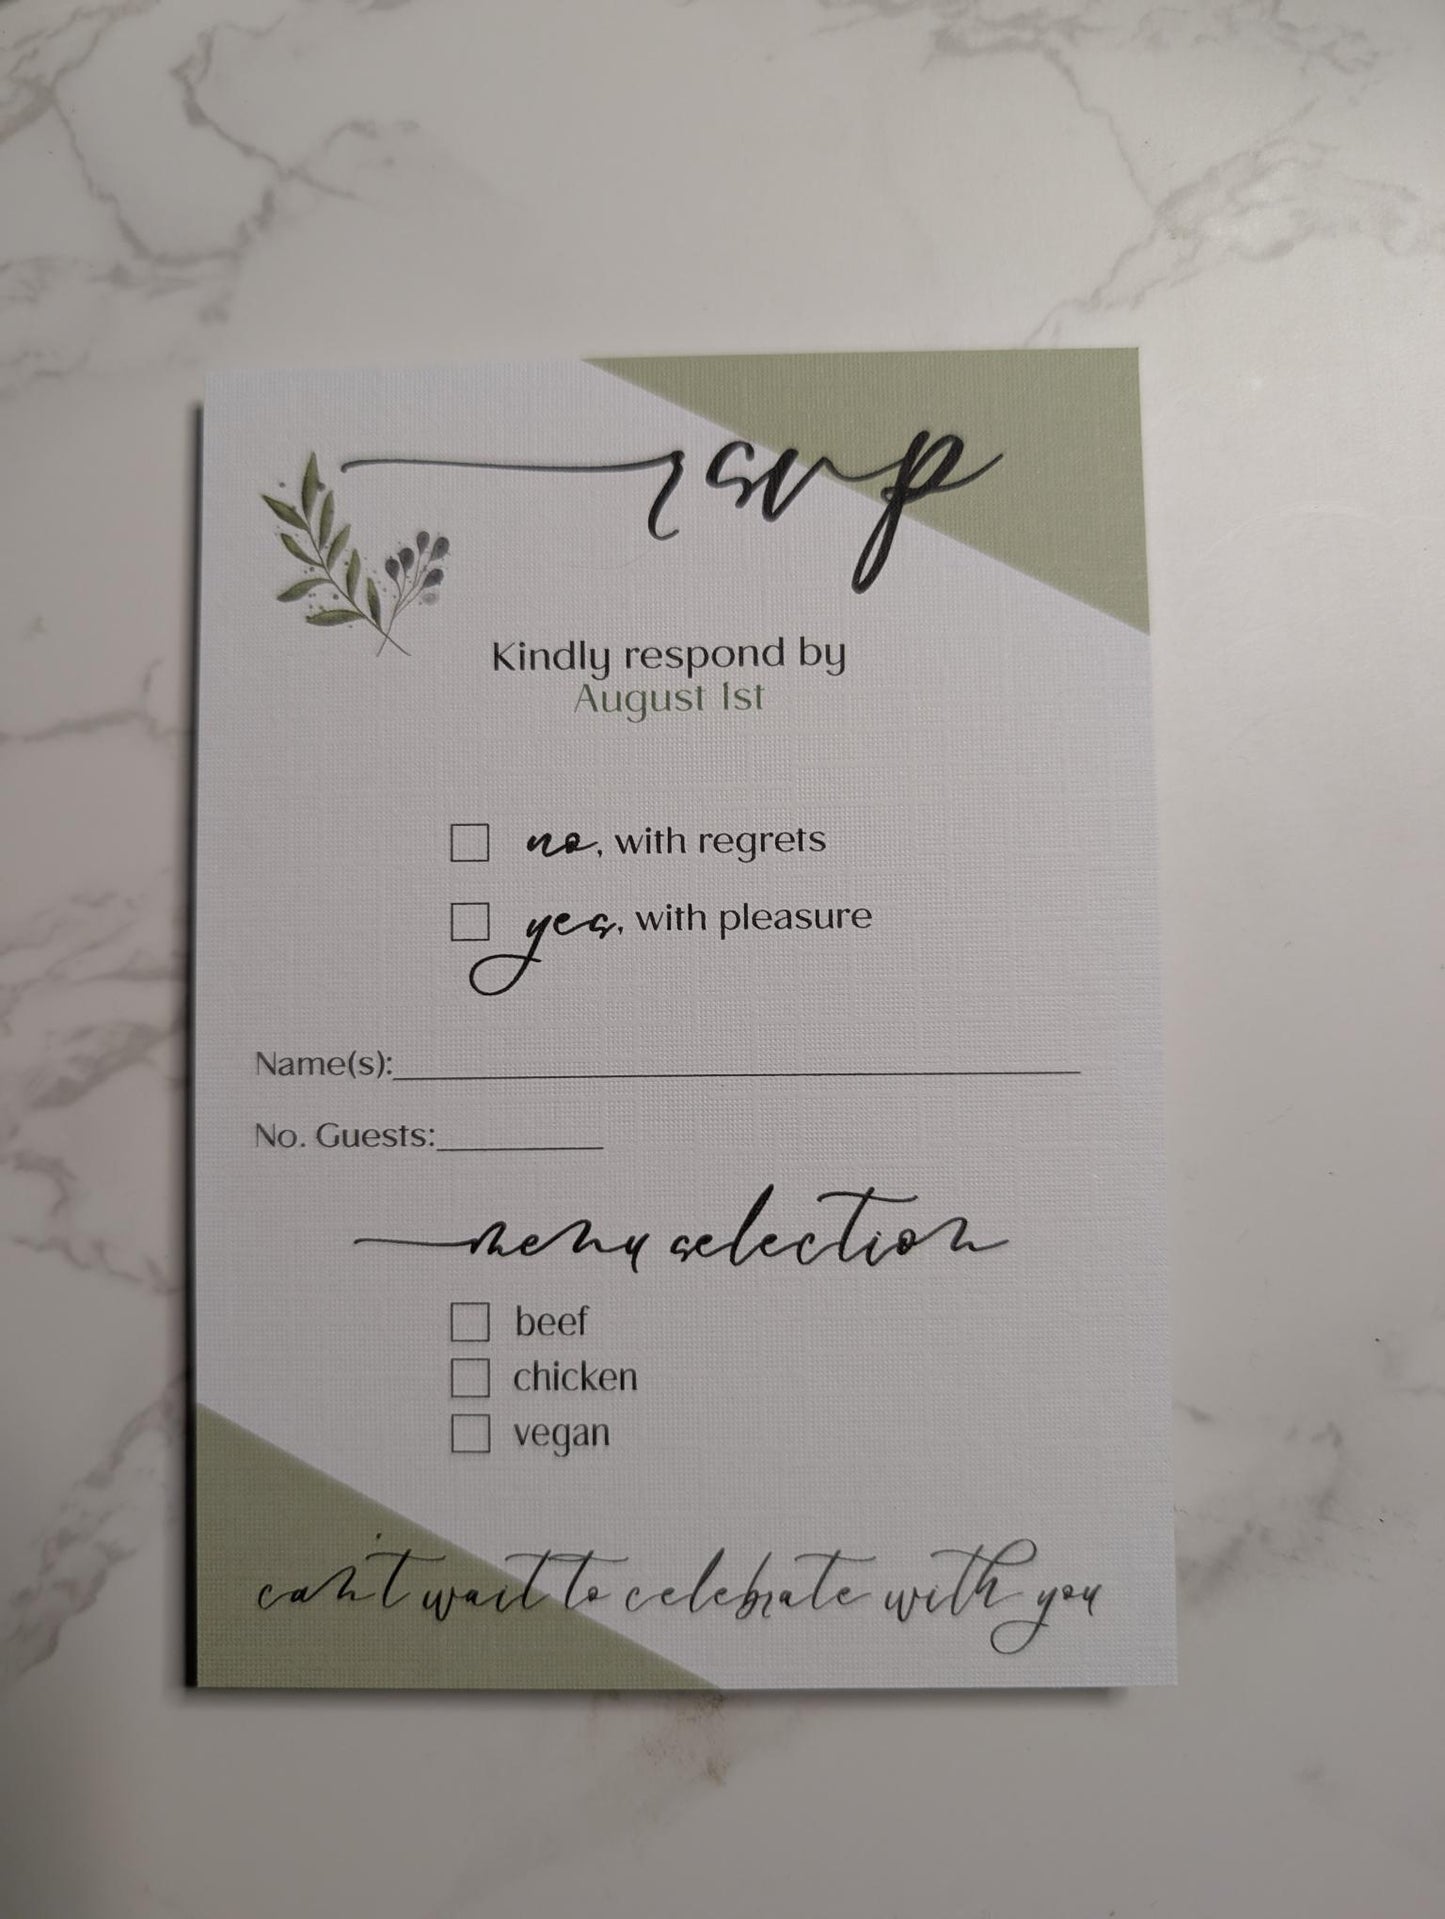 rsvp
Kindly respond by
August 1st
no, with regrets
yes, with pleasure
Name(s):
No. Guests:
menu selection
beef
chicken
vegan
can't wait to celebrate with you